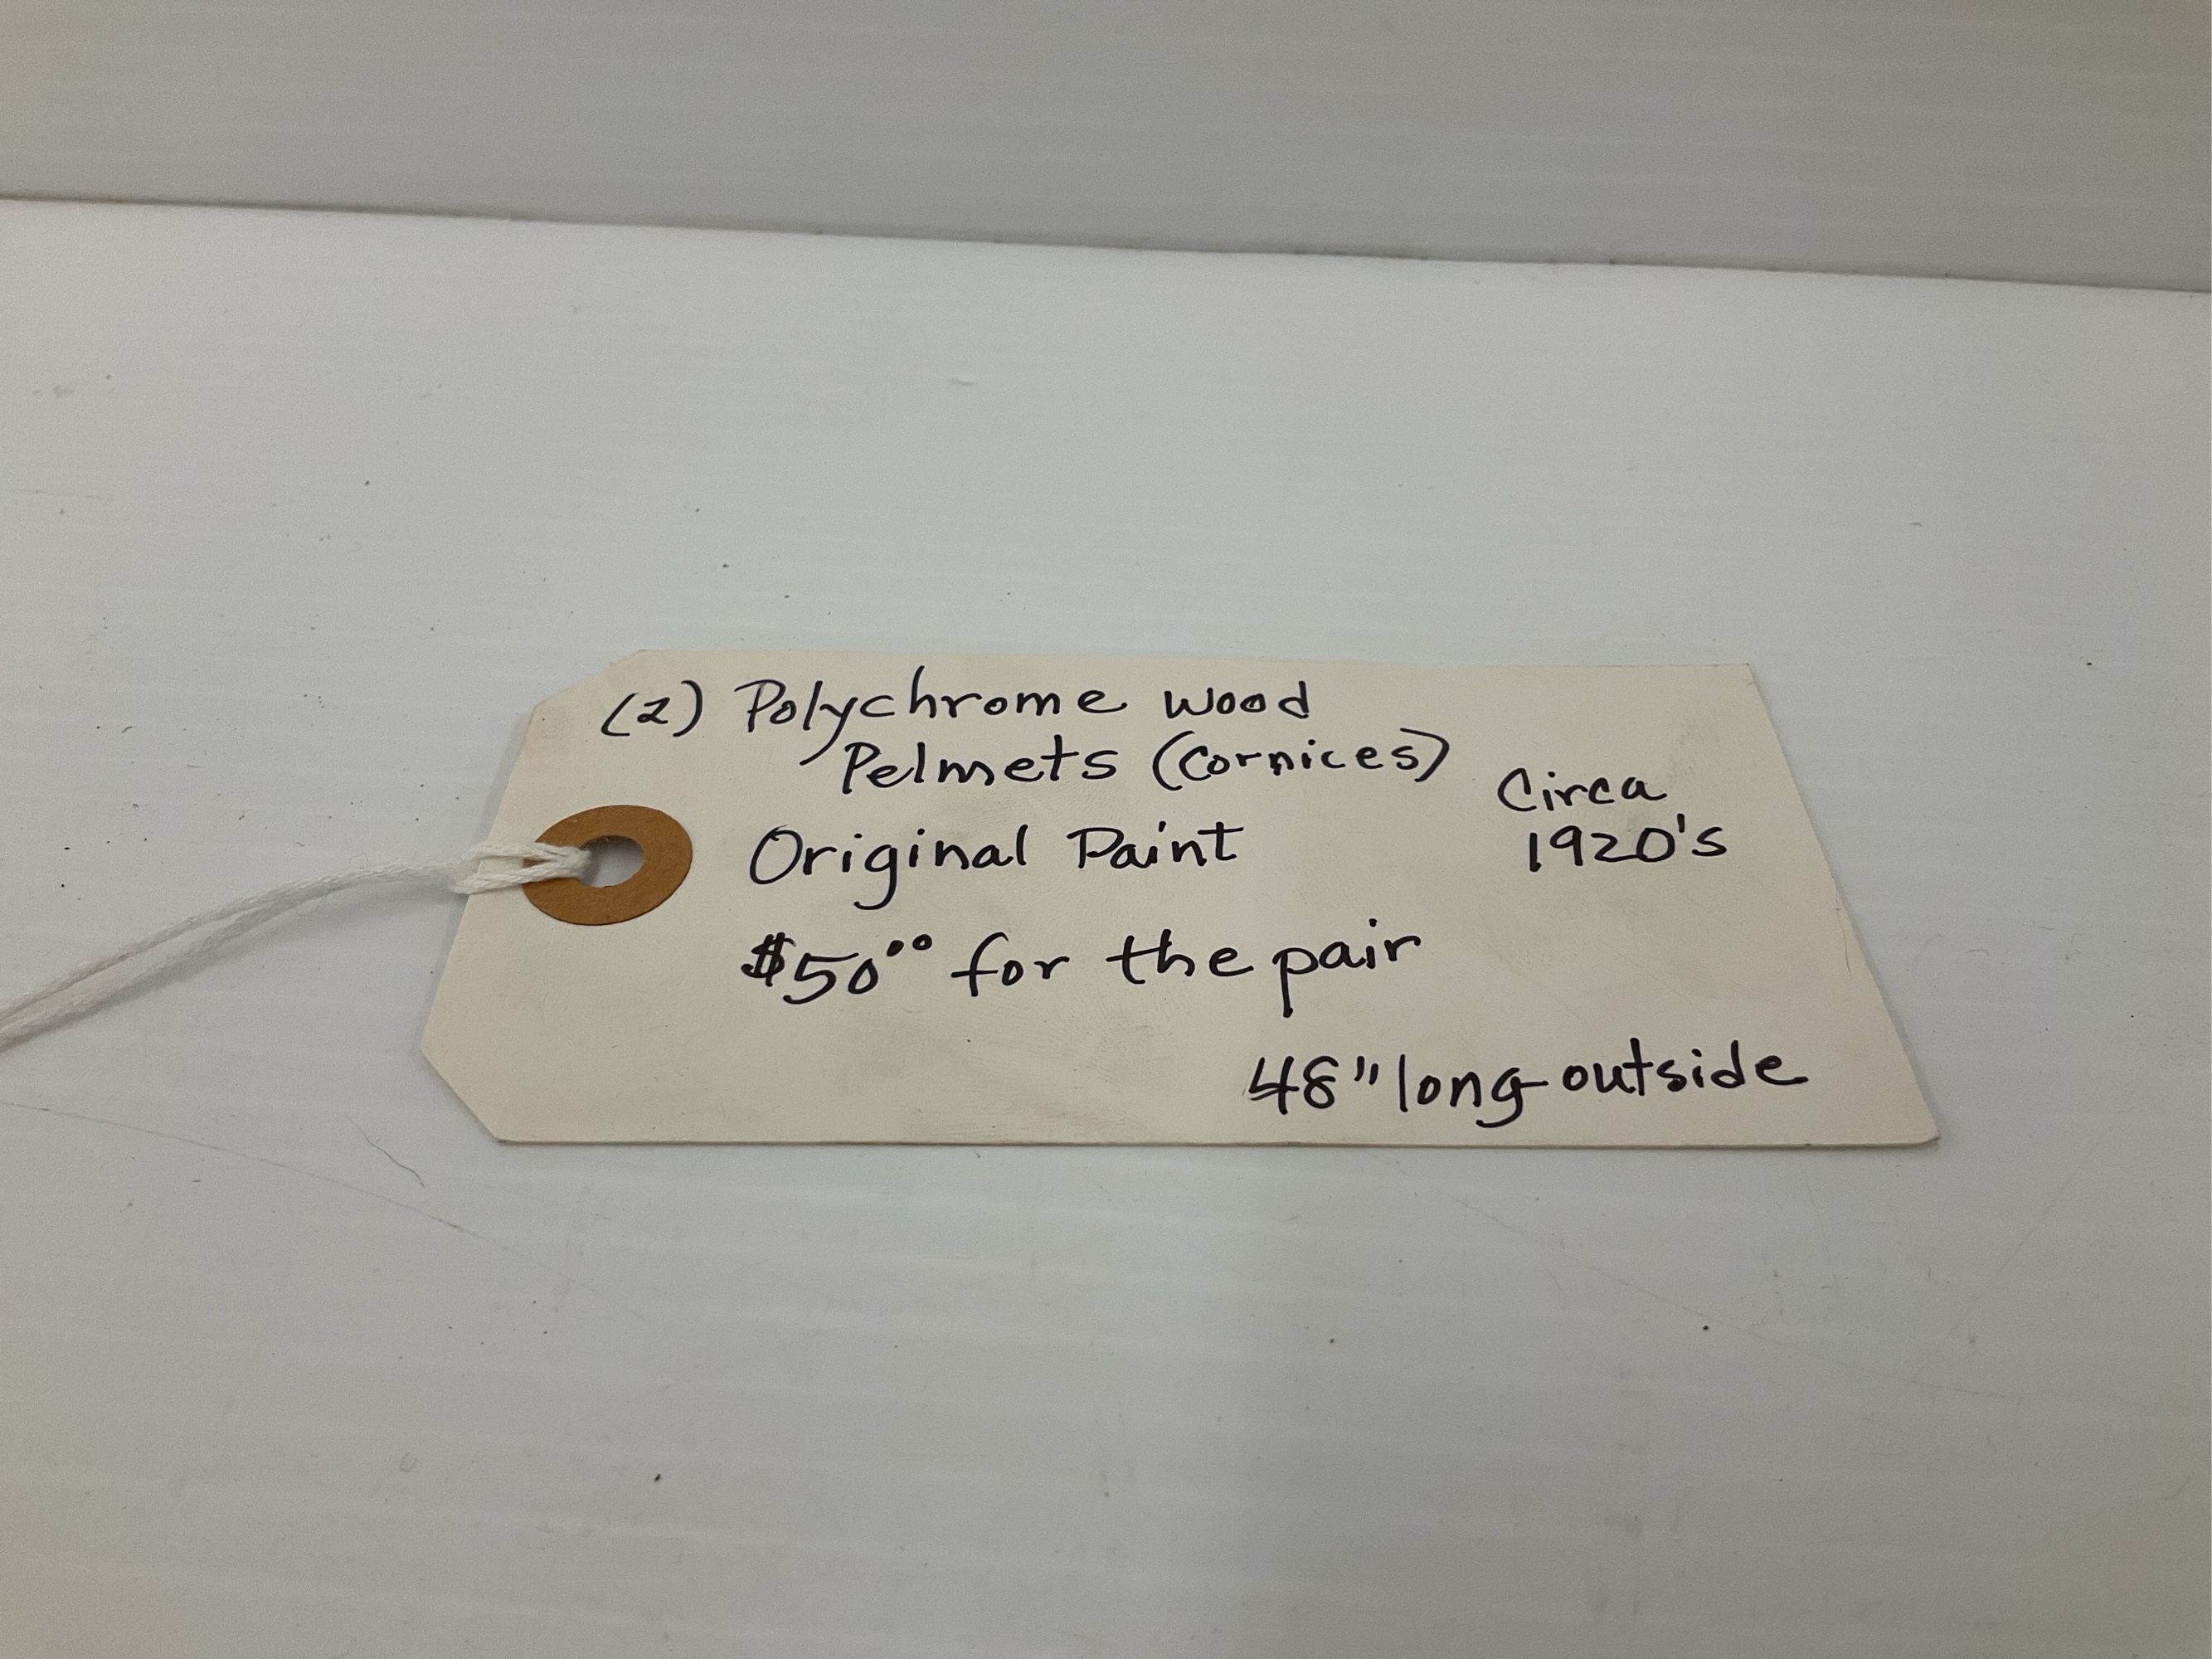 (2) Polychrome wood
Pelmets (Cornices)
Circa
1920's
Original Paint
$50°° for the pair
48" long outside